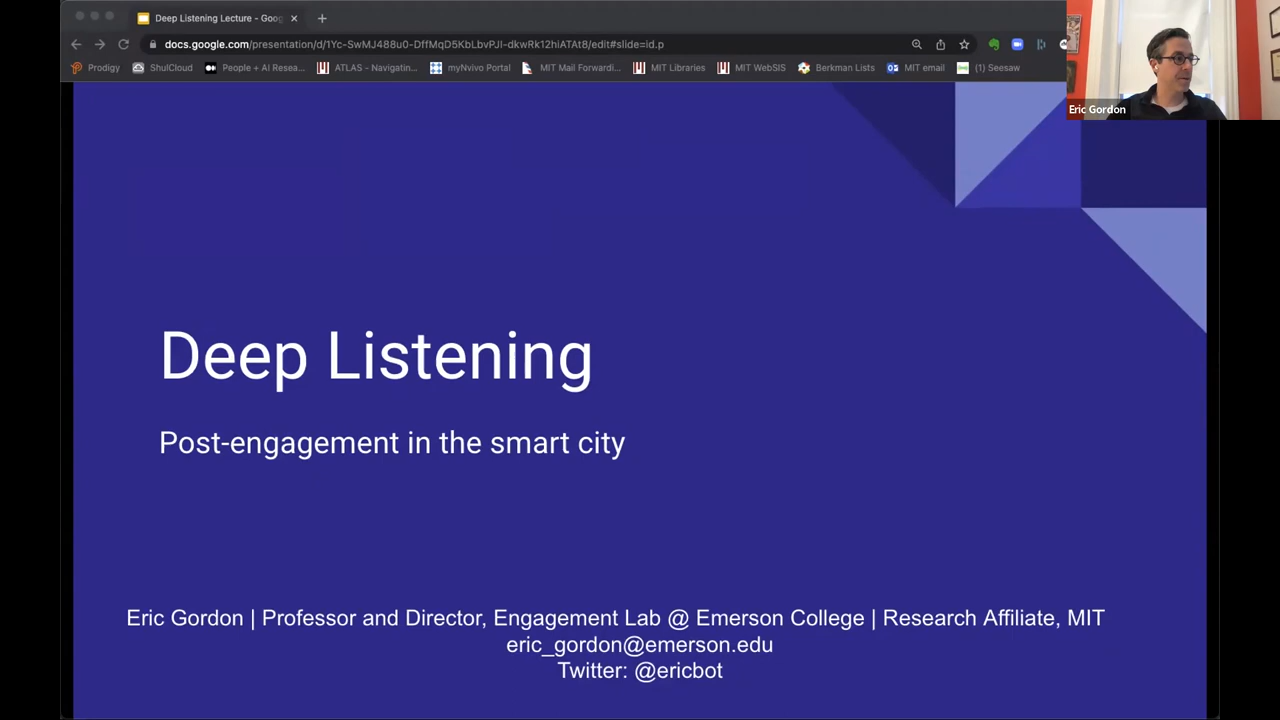 Deep Listening Lecture - Goog
docs.google.com/presentation/d/1Yc-SwMJ488u0-DffMqD5KbLbvPJI-dkwRk12hiATAt8/edit#slide=id.p
Prodigy ShulCloud People + AI Resea... ATLAS - Navigatin... myNvivo Portal MIT Mail Forwardi... MIT Libraries MIT WebSIS Berkman Lists MIT email (1) Seesaw
Eric Gordon
Deep Listening
Post-engagement in the smart city
Eric Gordon | Professor and Director, Engagement Lab @ Emerson College | Research Affiliate, MIT
eric_gordon@emerson.edu
Twitter: @ericbot